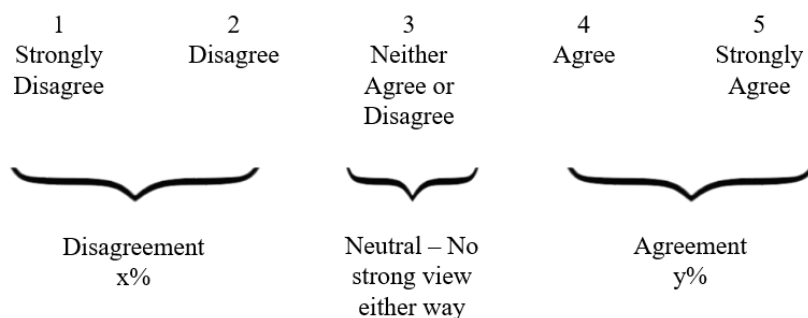 1 2 3 4 5
Strongly Disagree Neither Agree Strongly
Disagree Agree or Agree
Disagree
Disagreement Neutral – No Agreement
x% strong view y%
either way